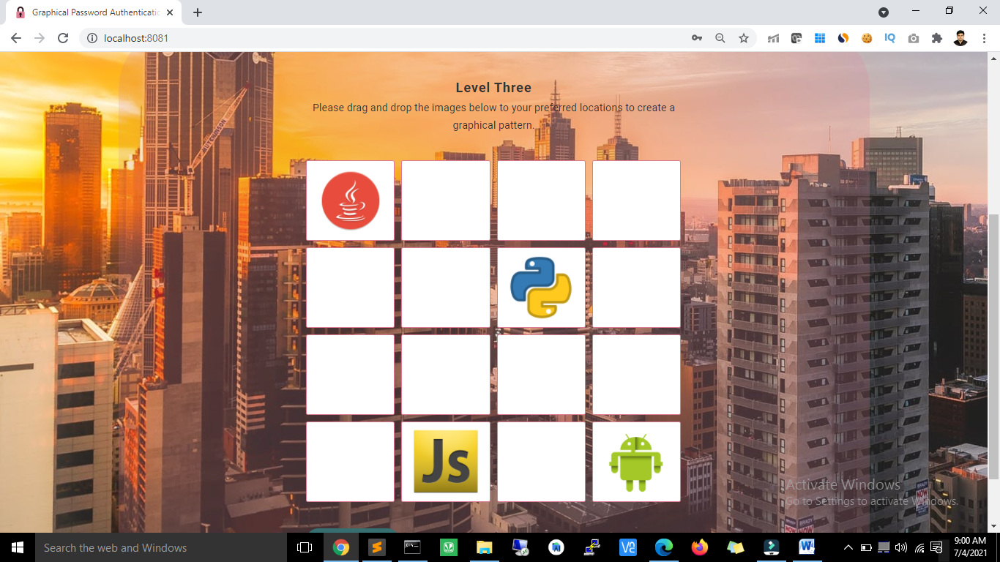 Graphical Password Authenticatio
localhost:8081
Level Three
Please drag and drop the images below to your preferred locations to create a
graphical pattern.
Js
Activate Windows
Go to Settings to activate Windows.
Search the web and Windows
9:00 AM
7/4/2021